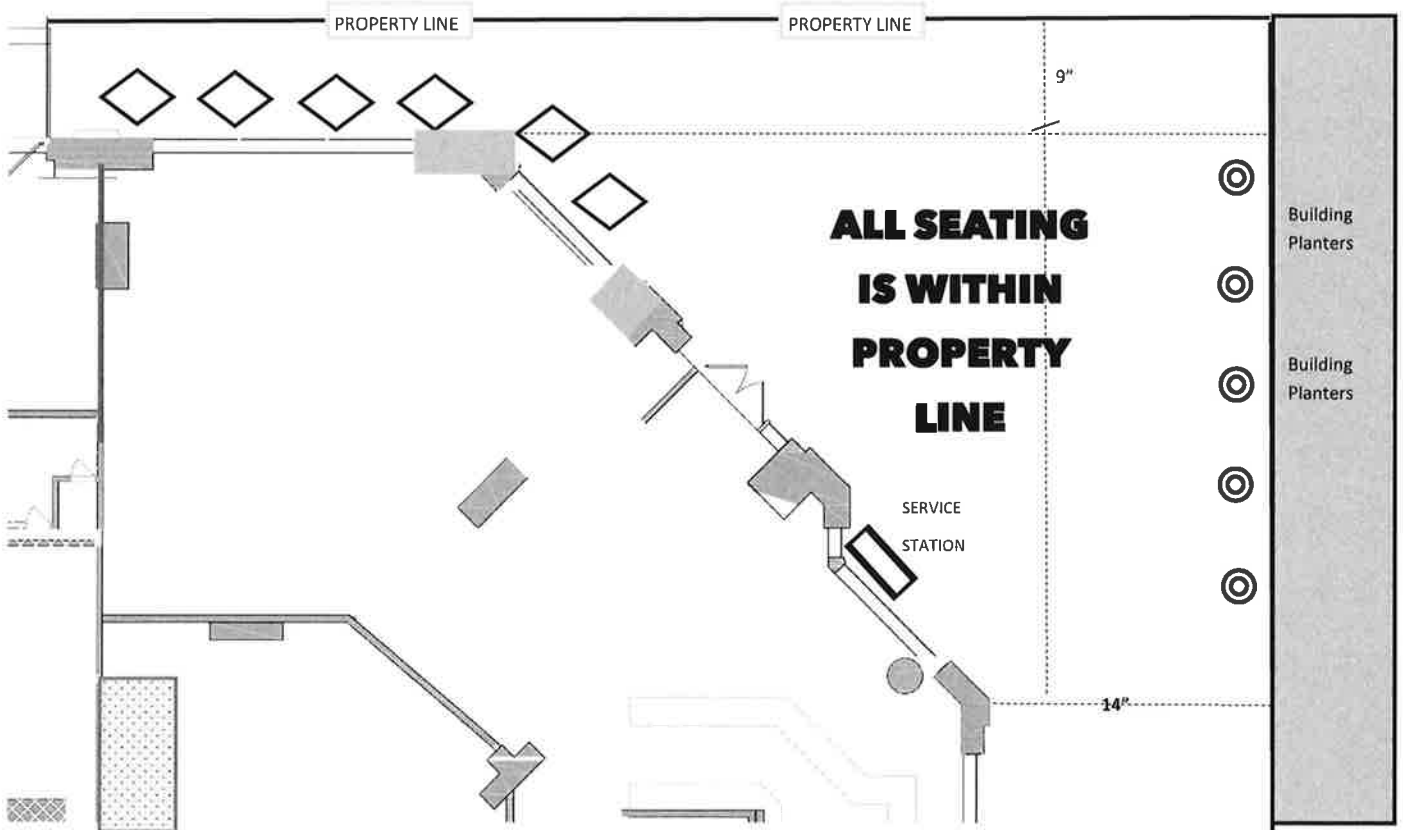 PROPERTY LINE
PROPERTY LINE
9"
ALL SEATING
IS WITHIN
PROPERTY
LINE
Building
Planters
Building
Planters
SERVICE
STATION
14"